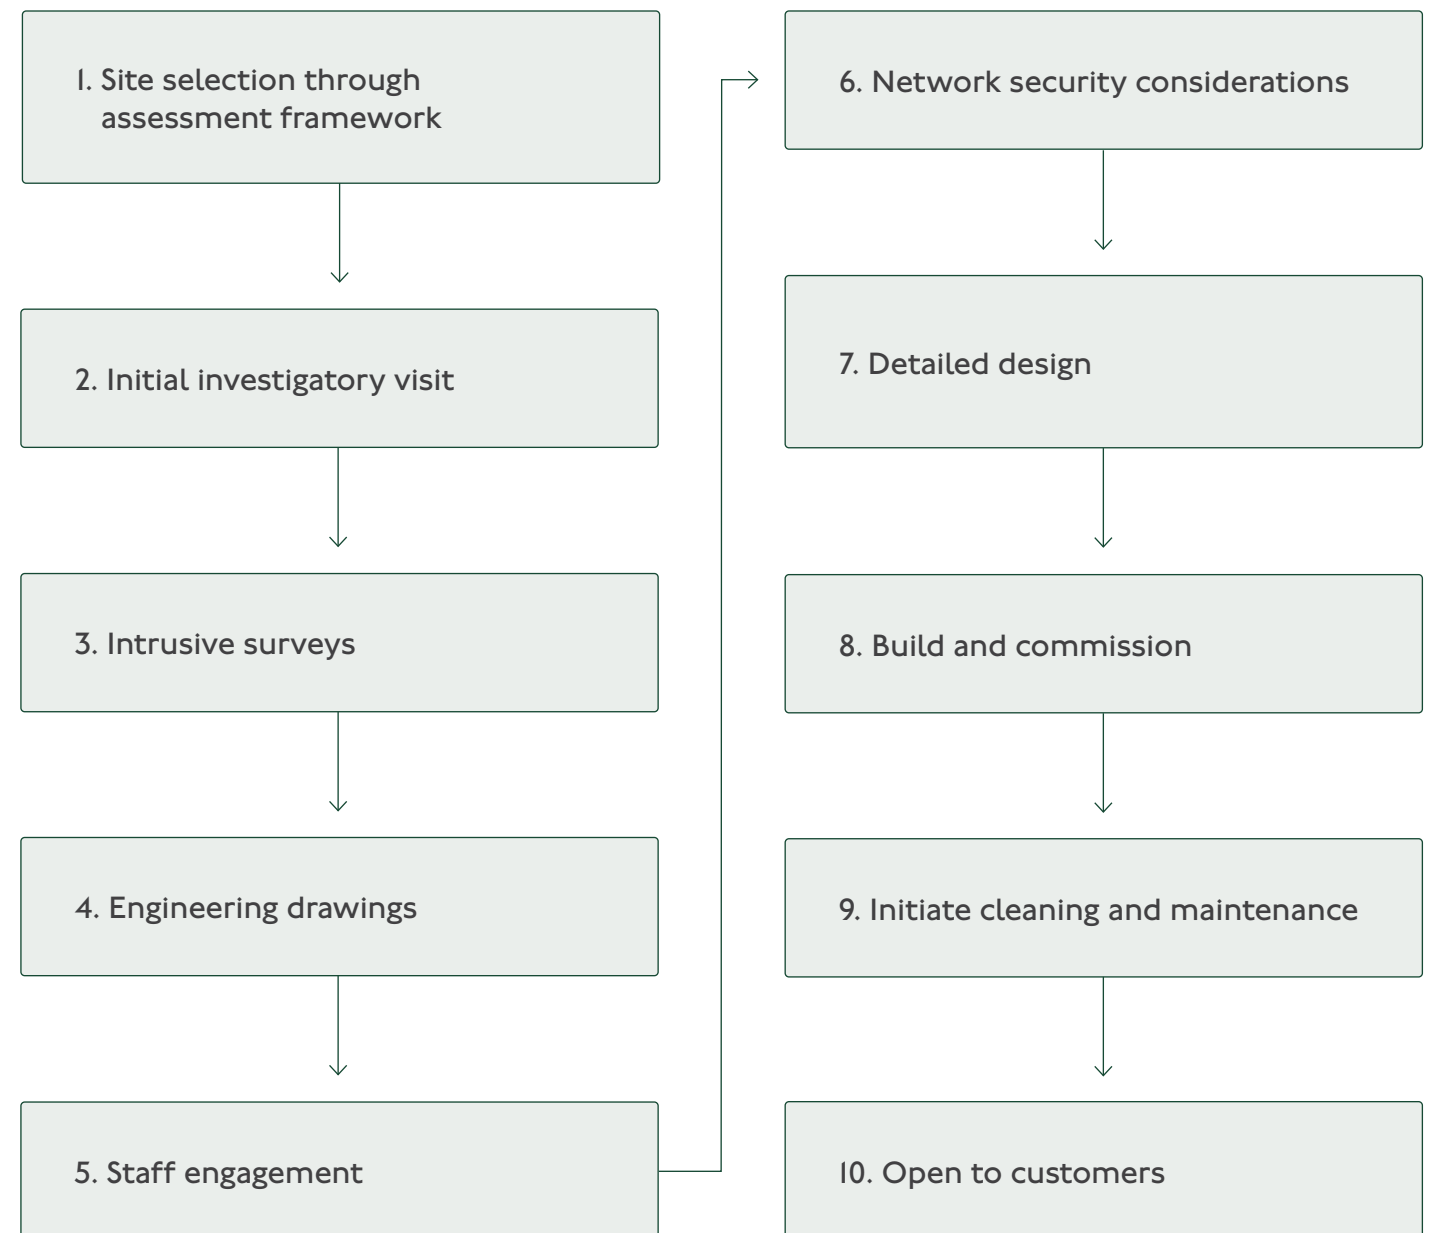 1. Site selection through
assessment framework
2. Initial investigatory visit
3. Intrusive surveys
4. Engineering drawings
5. Staff engagement
6. Network security considerations
7. Detailed design
8. Build and commission
9. Initiate cleaning and maintenance
10. Open to customers